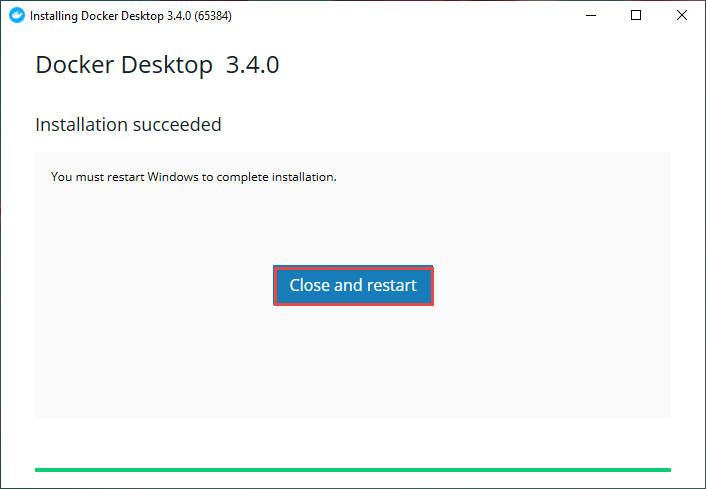 Installing Docker Desktop 3.4.0 (65384)
Docker Desktop 3.4.0
Installation succeeded
You must restart Windows to complete installation.
Close and restart